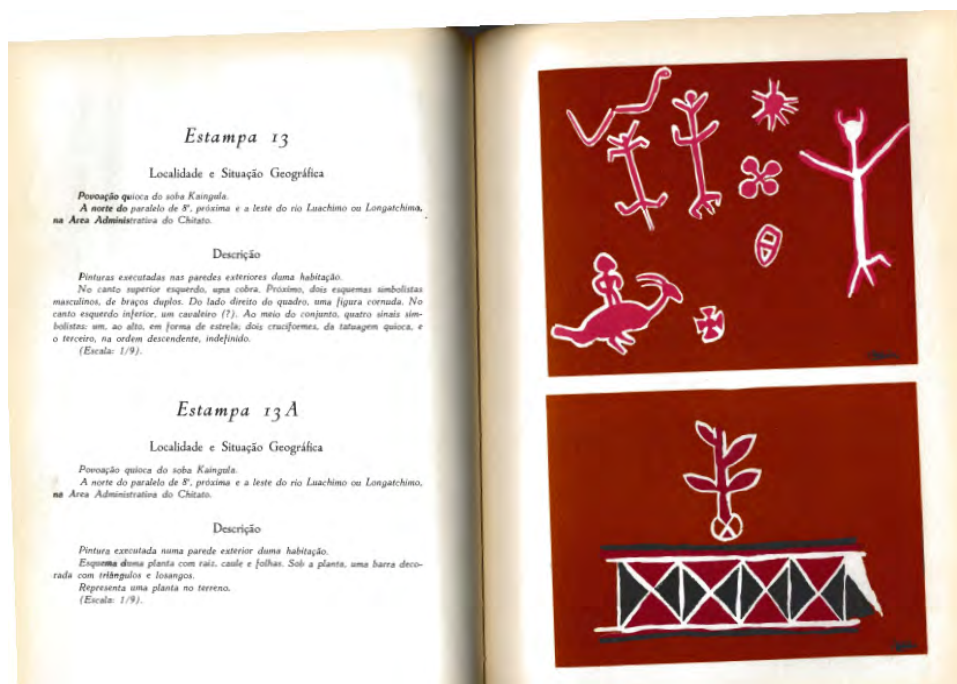 Estampa 13
Localidade e Situação Geográfica
Povoação quioca do soba Kaingula.
A norte do paralelo de 8°, próxima e a leste do rio Luachimo ou Longatchimo,
na Área Administrativa do Chitato.
Descrição
Pinturas executadas nas paredes exteriores duma habitação.
No canto superior esquerdo, uma cobra. Próximo, dois esquemas simbolistas
masculinos, de braços duplos. Do lado direito do quadro, uma figura cornuda. No
canto esquerdo inferior, um cavaleiro (?). Ao meio do conjunto, quatro sinais sim-
bolistas: um, ao alto, em forma de estrela; dois cruciformes, da tatuagem quioca, e
o terceiro, na ordem descendente, indefinido.
(Escala: 1/9).
Estampa 13 A
Localidade e Situação Geográfica
Povoação quioca do soba Kaingula.
A norte do paralelo de 8°, próxima e a leste do rio Luachimo ou Longatchimo,
na Área Administrativa do Chitato.
Descrição
Pintura executada numa parede exterior duma habitação.
Esquema duma planta com raiz, caule e folhas. Sob a planta, uma barra deco-
rada com triângulos e losangos.
Representa uma planta no terreno.
(Escala: 1/9).